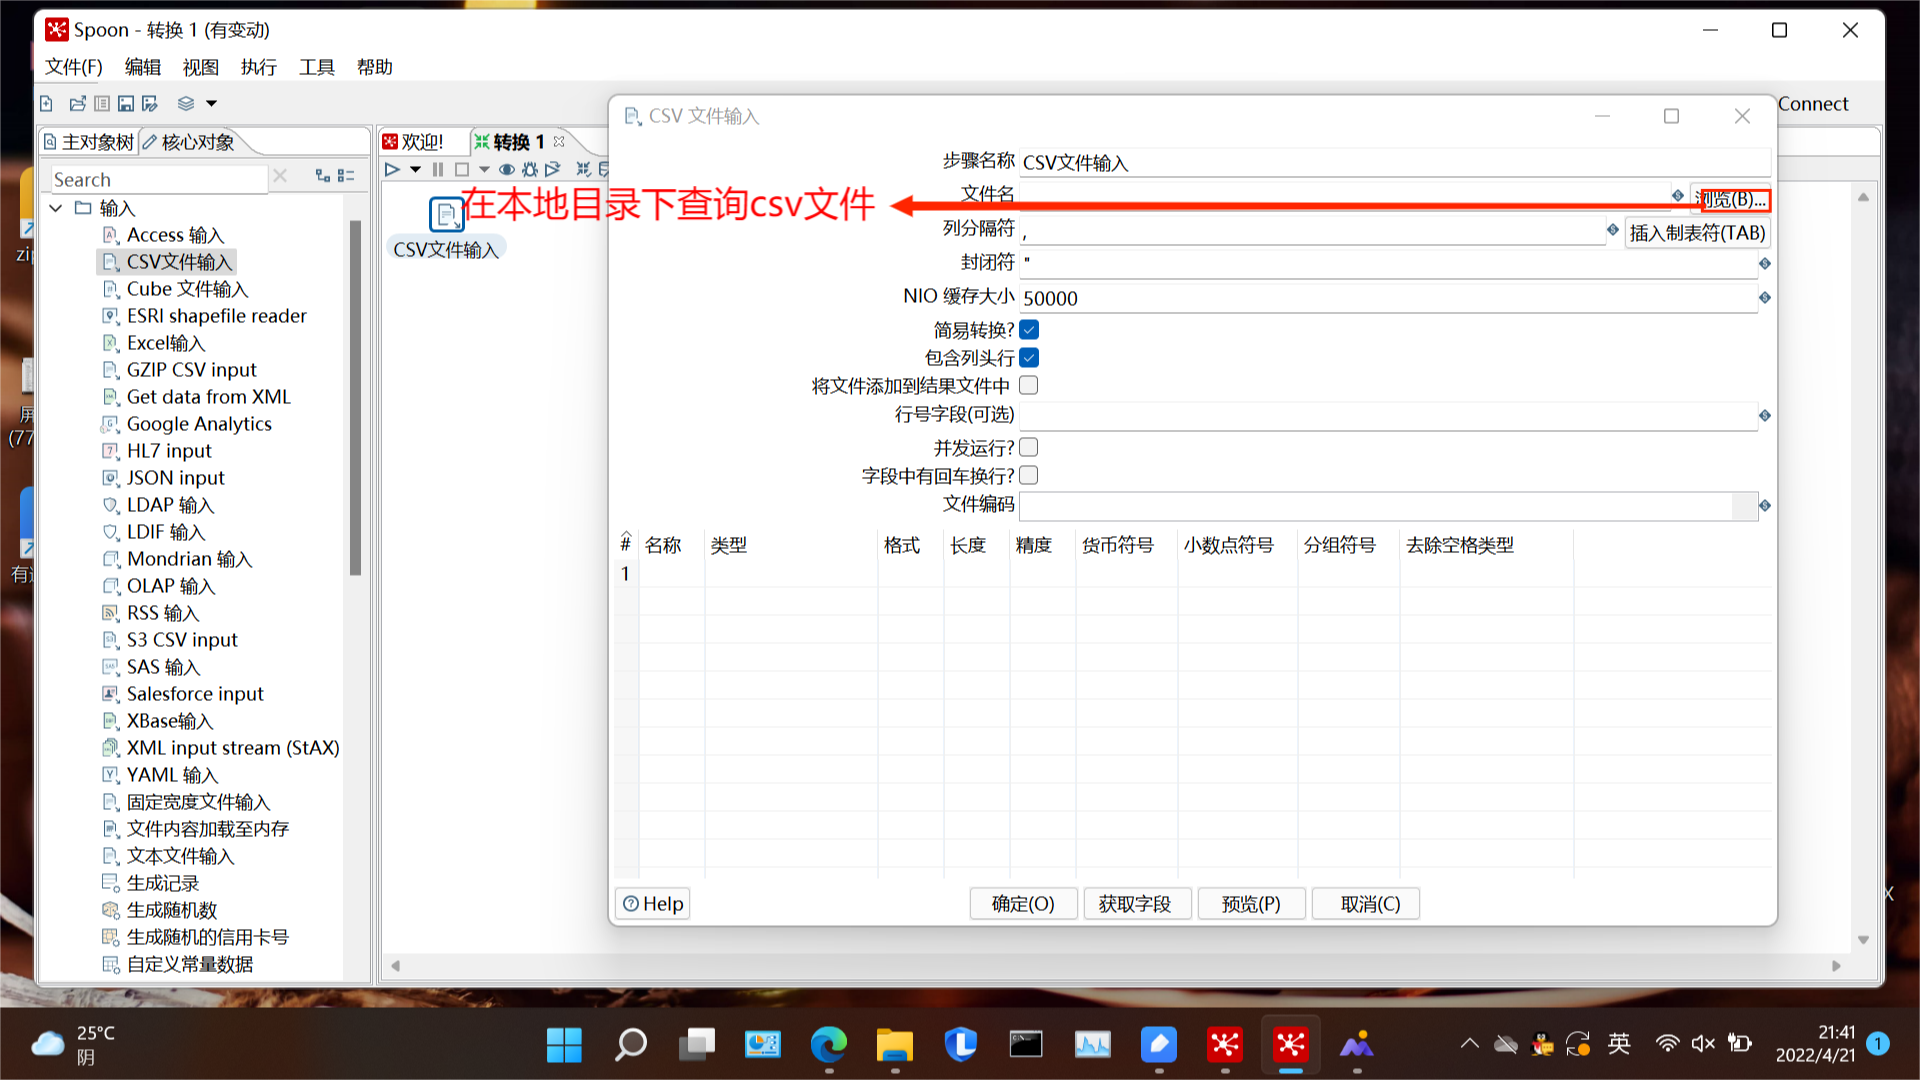 Spoon - 转换 1 (有变动)
文件(F) 编辑 视图 执行 工具 帮助
Connect
主对象树 核心对象
欢迎! 转换 1
Search
输入
Access 输入
CSV文件输入
Cube 文件输入
ESRI shapefile reader
Excel输入
GZIP CSV input
Get data from XML
Google Analytics
HL7 input
JSON input
LDAP 输入
LDIF 输入
Mondrian 输入
OLAP 输入
RSS 输入
S3 CSV input
SAS 输入
Salesforce input
XBase输入
XML input stream (StAX)
YAML 输入
固定宽度文件输入
文件内容加载至内存
文本文件输入
生成记录
生成随机数
生成随机的信用卡号
自定义常量数据
CSV文件输入
在本地目录下查询csv文件
CSV 文件输入
步骤名称 CSV文件输入
文件名 浏览(B)...
列分隔符 , 插入制表符(TAB)
封闭符 "
NIO 缓存大小 50000
简易转换?
包含列头行
将文件添加到结果文件中
行号字段(可选)
并发运行?
字段中有回车换行?
文件编码
# 名称 类型 格式 长度 精度 货币符号 小数点符号 分组符号 去除空格类型
1
Help 确定(O) 获取字段 预览(P) 取消(C)
zip
屏
(77
有道
X
25°C
阴
英
21:41
2022/4/21
1